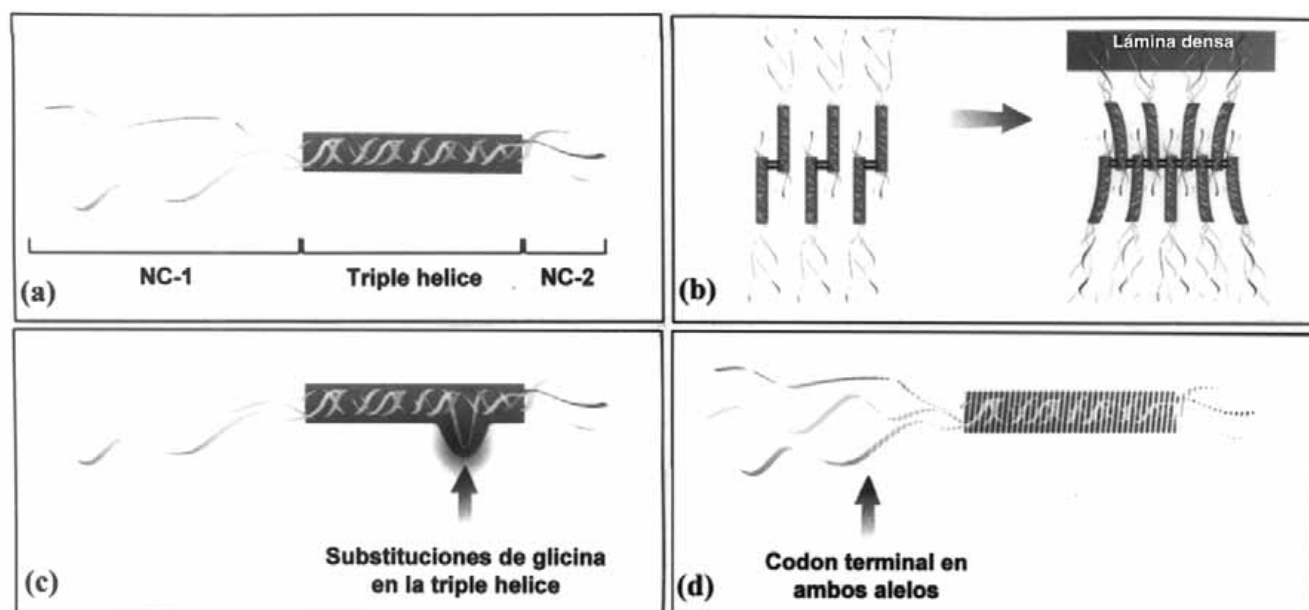 NC-1
Triple helice
NC-2
(a)
Lámina densa
(b)
Substituciones de glicina
en la triple helice
(c)
Codon terminal en
ambos alelos
(d)